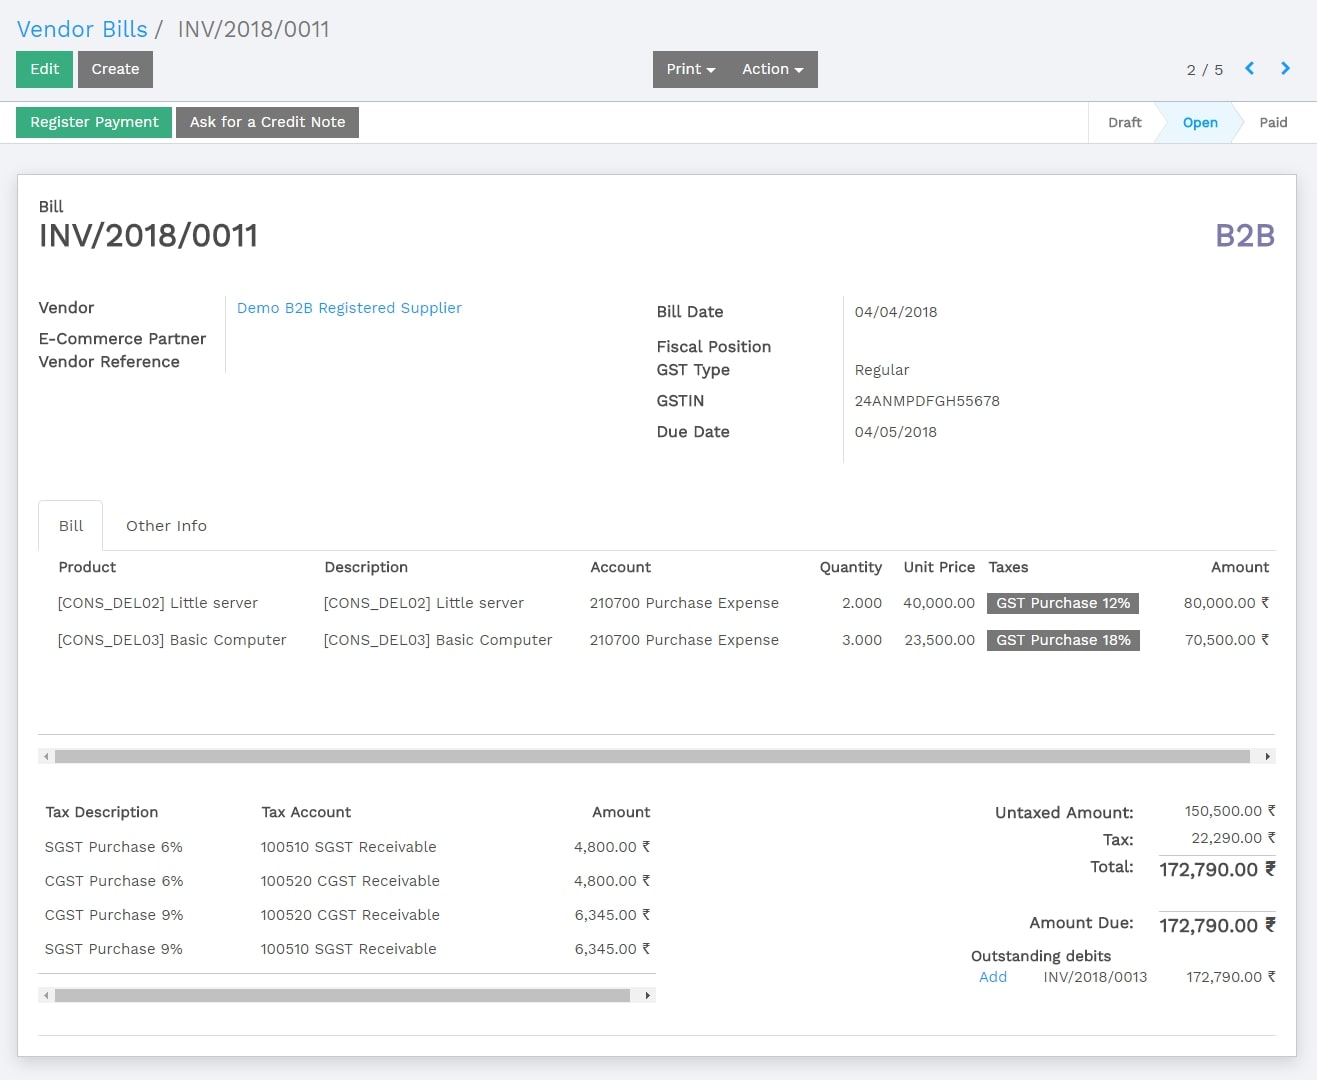 Vendor Bills / INV/2018/0011
Edit Create Print Action 2 / 5
Register Payment Ask for a Credit Note Draft Open Paid
Bill
INV/2018/0011 B2B
Vendor Demo B2B Registered Supplier
E-Commerce Partner
Vendor Reference
Bill Date 04/04/2018
Fiscal Position
GST Type Regular
GSTIN 24ANMPDFGH55678
Due Date 04/05/2018
Bill Other Info
Product Description Account Quantity Unit Price Taxes Amount
[CONS_DEL02] Little server [CONS_DEL02] Little server 210700 Purchase Expense 2.000 40,000.00 GST Purchase 12% 80,000.00 ₹
[CONS_DEL03] Basic Computer [CONS_DEL03] Basic Computer 210700 Purchase Expense 3.000 23,500.00 GST Purchase 18% 70,500.00 ₹
Tax Description Tax Account Amount
SGST Purchase 6% 100510 SGST Receivable 4,800.00 ₹
CGST Purchase 6% 100520 CGST Receivable 4,800.00 ₹
CGST Purchase 9% 100520 CGST Receivable 6,345.00 ₹
SGST Purchase 9% 100510 SGST Receivable 6,345.00 ₹
Untaxed Amount: 150,500.00 ₹
Tax: 22,290.00 ₹
Total: 172,790.00 ₹
Amount Due: 172,790.00 ₹
Outstanding debits
Add INV/2018/0013 172,790.00 ₹